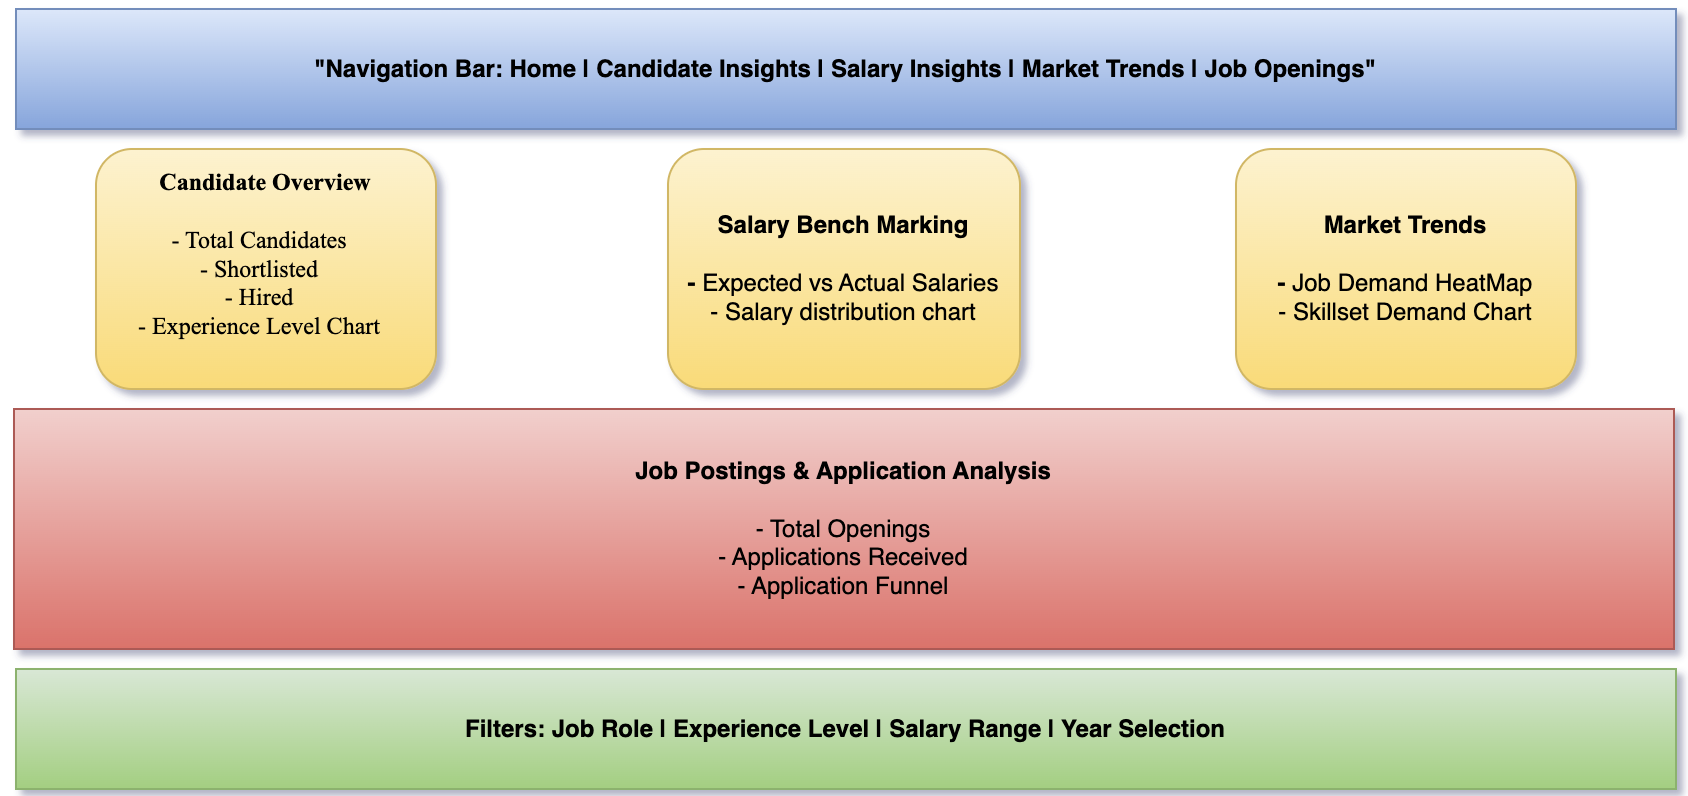 "Navigation Bar: Home | Candidate Insights | Salary Insights | Market Trends | Job Openings"
Candidate Overview
- Total Candidates
- Shortlisted
- Hired
- Experience Level Chart
Salary Bench Marking
- Expected vs Actual Salaries
- Salary distribution chart
Market Trends
- Job Demand HeatMap
- Skillset Demand Chart
Job Postings & Application Analysis
- Total Openings
- Applications Received
- Application Funnel
Filters: Job Role | Experience Level | Salary Range | Year Selection